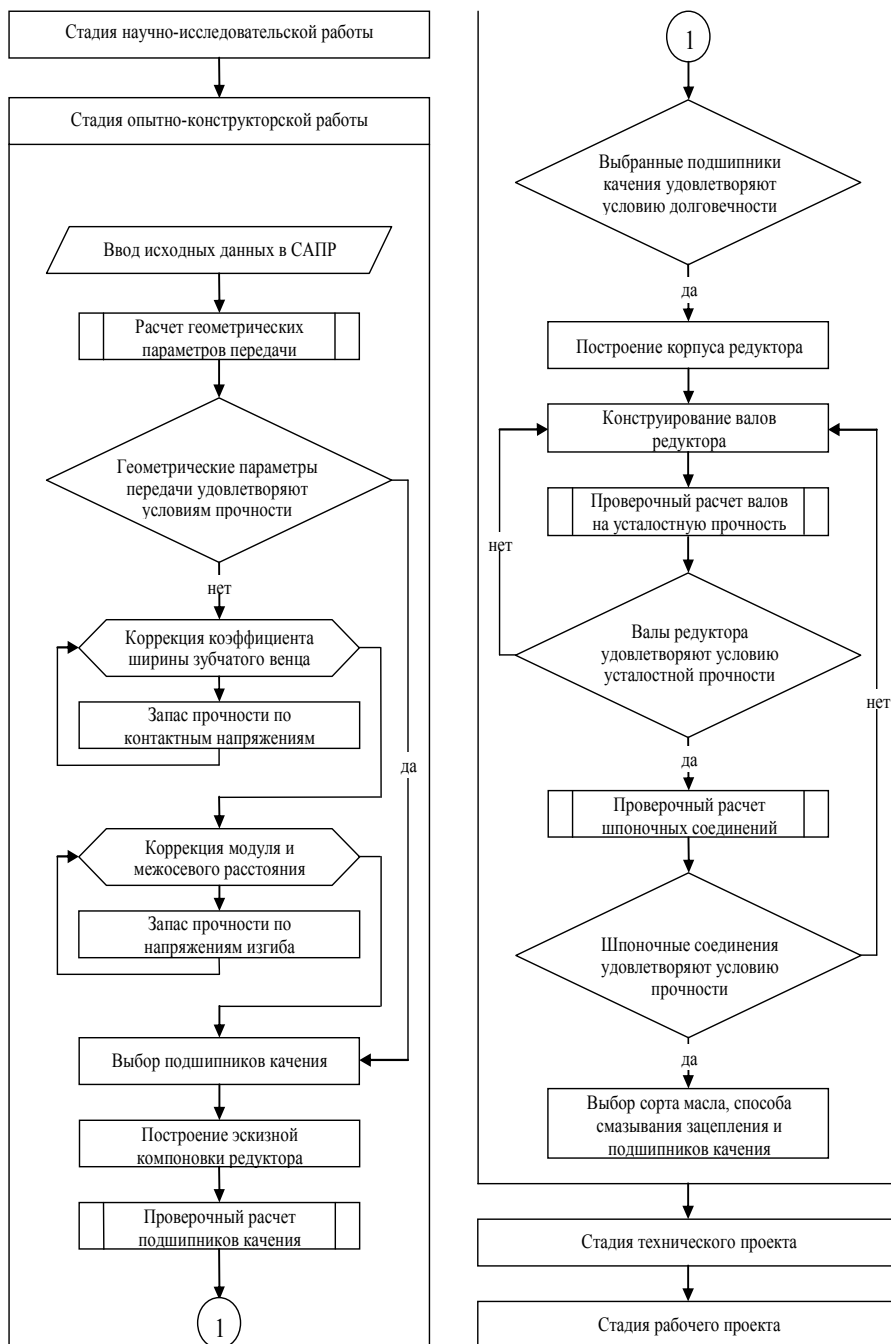 Стадия научно-исследовательской работы
Стадия опытно-конструкторской работы
Ввод исходных данных в САПР
Расчет геометрических
параметров передачи
Геометрические параметры
передачи удовлетворяют
условиям прочности
нет
да
Коррекция коэффициента
ширины зубчатого венца
Запас прочности по
контактным напряжениям
Коррекция модуля и
межосевого расстояния
Запас прочности по
напряжениям изгиба
Выбор подшипников качения
Построение эскизной
компоновки редуктора
Проверочный расчет
подшипников качения
1
1
Выбранные подшипники
качения удовлетворяют
условию долговечности
да
Построение корпуса редуктора
Конструирование валов
редуктора
Проверочный расчет валов
на усталостную прочность
нет
Валы редуктора
удовлетворяют условию
усталостной прочности
нет
да
Проверочный расчет
шпоночных соединений
Шпоночные соединения
удовлетворяют условию
прочности
да
Выбор сорта масла, способа
смазывания зацепления и
подшипников качения
Стадия технического проекта
Стадия рабочего проекта